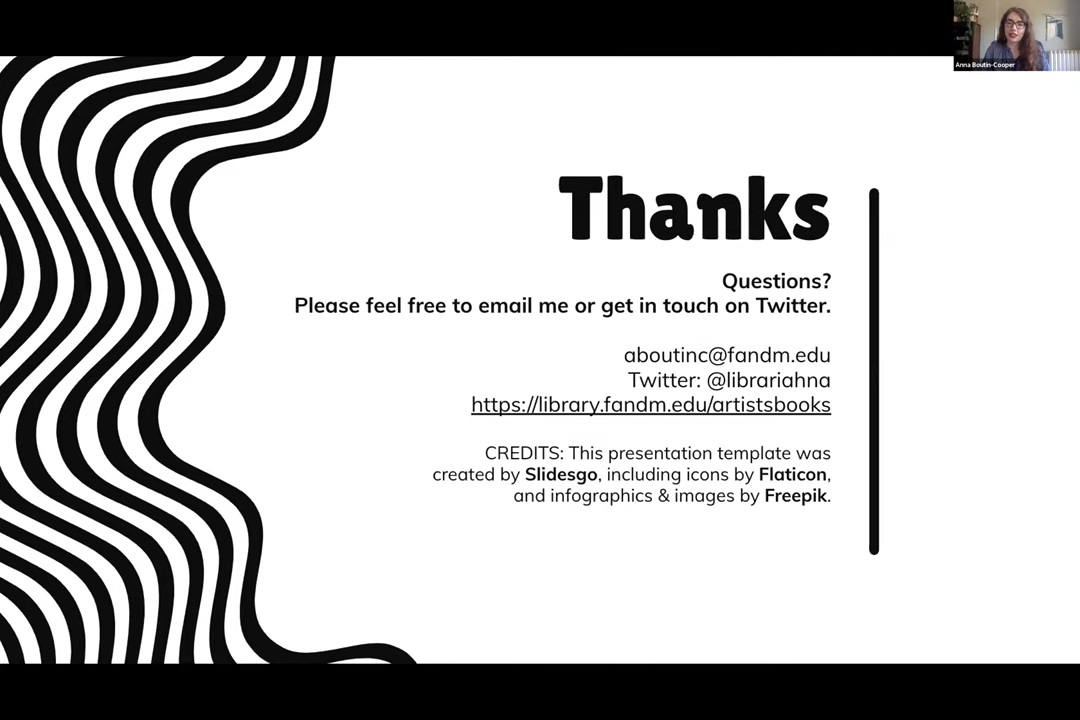 Anna Boutin-Cooper
Thanks
Questions?
Please feel free to email me or get in touch on Twitter.
aboutinc@fandm.edu
Twitter: @librariahna
https://library.fandm.edu/artistsbooks
CREDITS: This presentation template was
created by Slidesgo, including icons by Flaticon,
and infographics & images by Freepik.